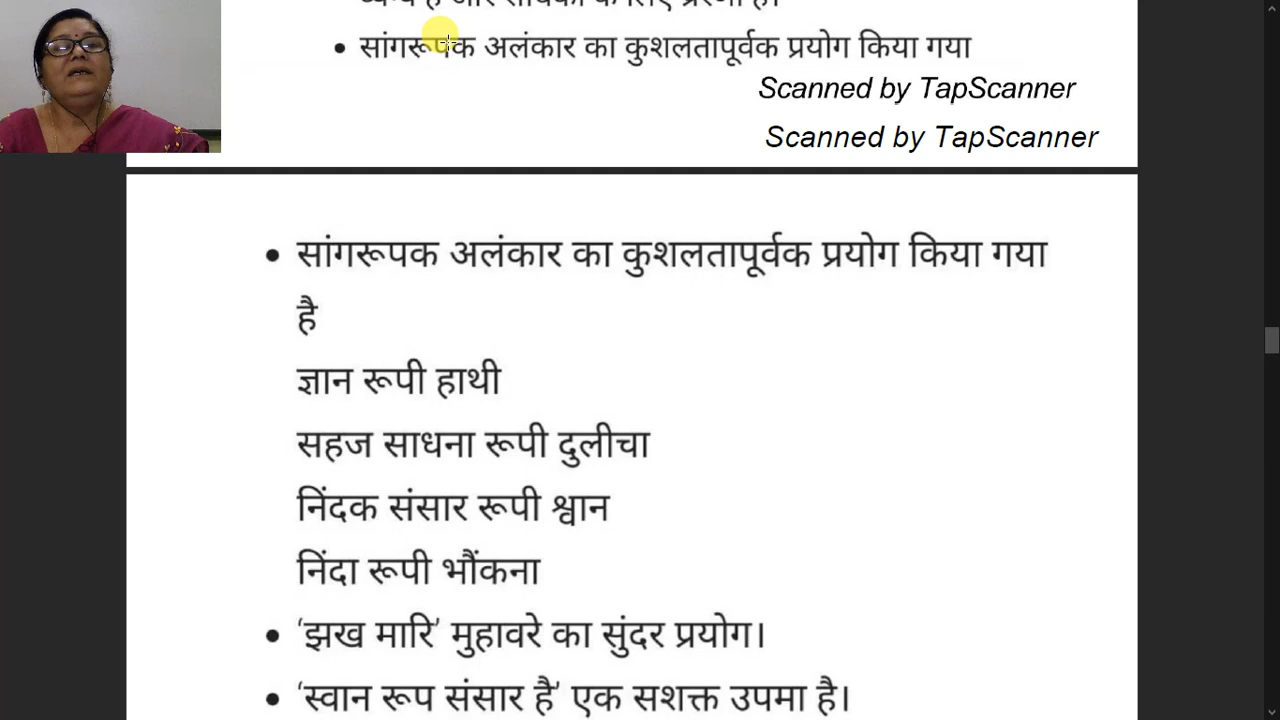 • सांगरूपक अलंकार का कुशलतापूर्वक प्रयोग किया गया
Scanned by TapScanner
Scanned by TapScanner
• सांगरूपक अलंकार का कुशलतापूर्वक प्रयोग किया गया
है
ज्ञान रूपी हाथी
सहज साधना रूपी दुलीचा
निंदक संसार रूपी श्वान
निंदा रूपी भौंकना
• ‘झख मारि’ मुहावरे का सुंदर प्रयोग।
• ‘स्वान रूप संसार है’ एक सशक्त उपमा है।